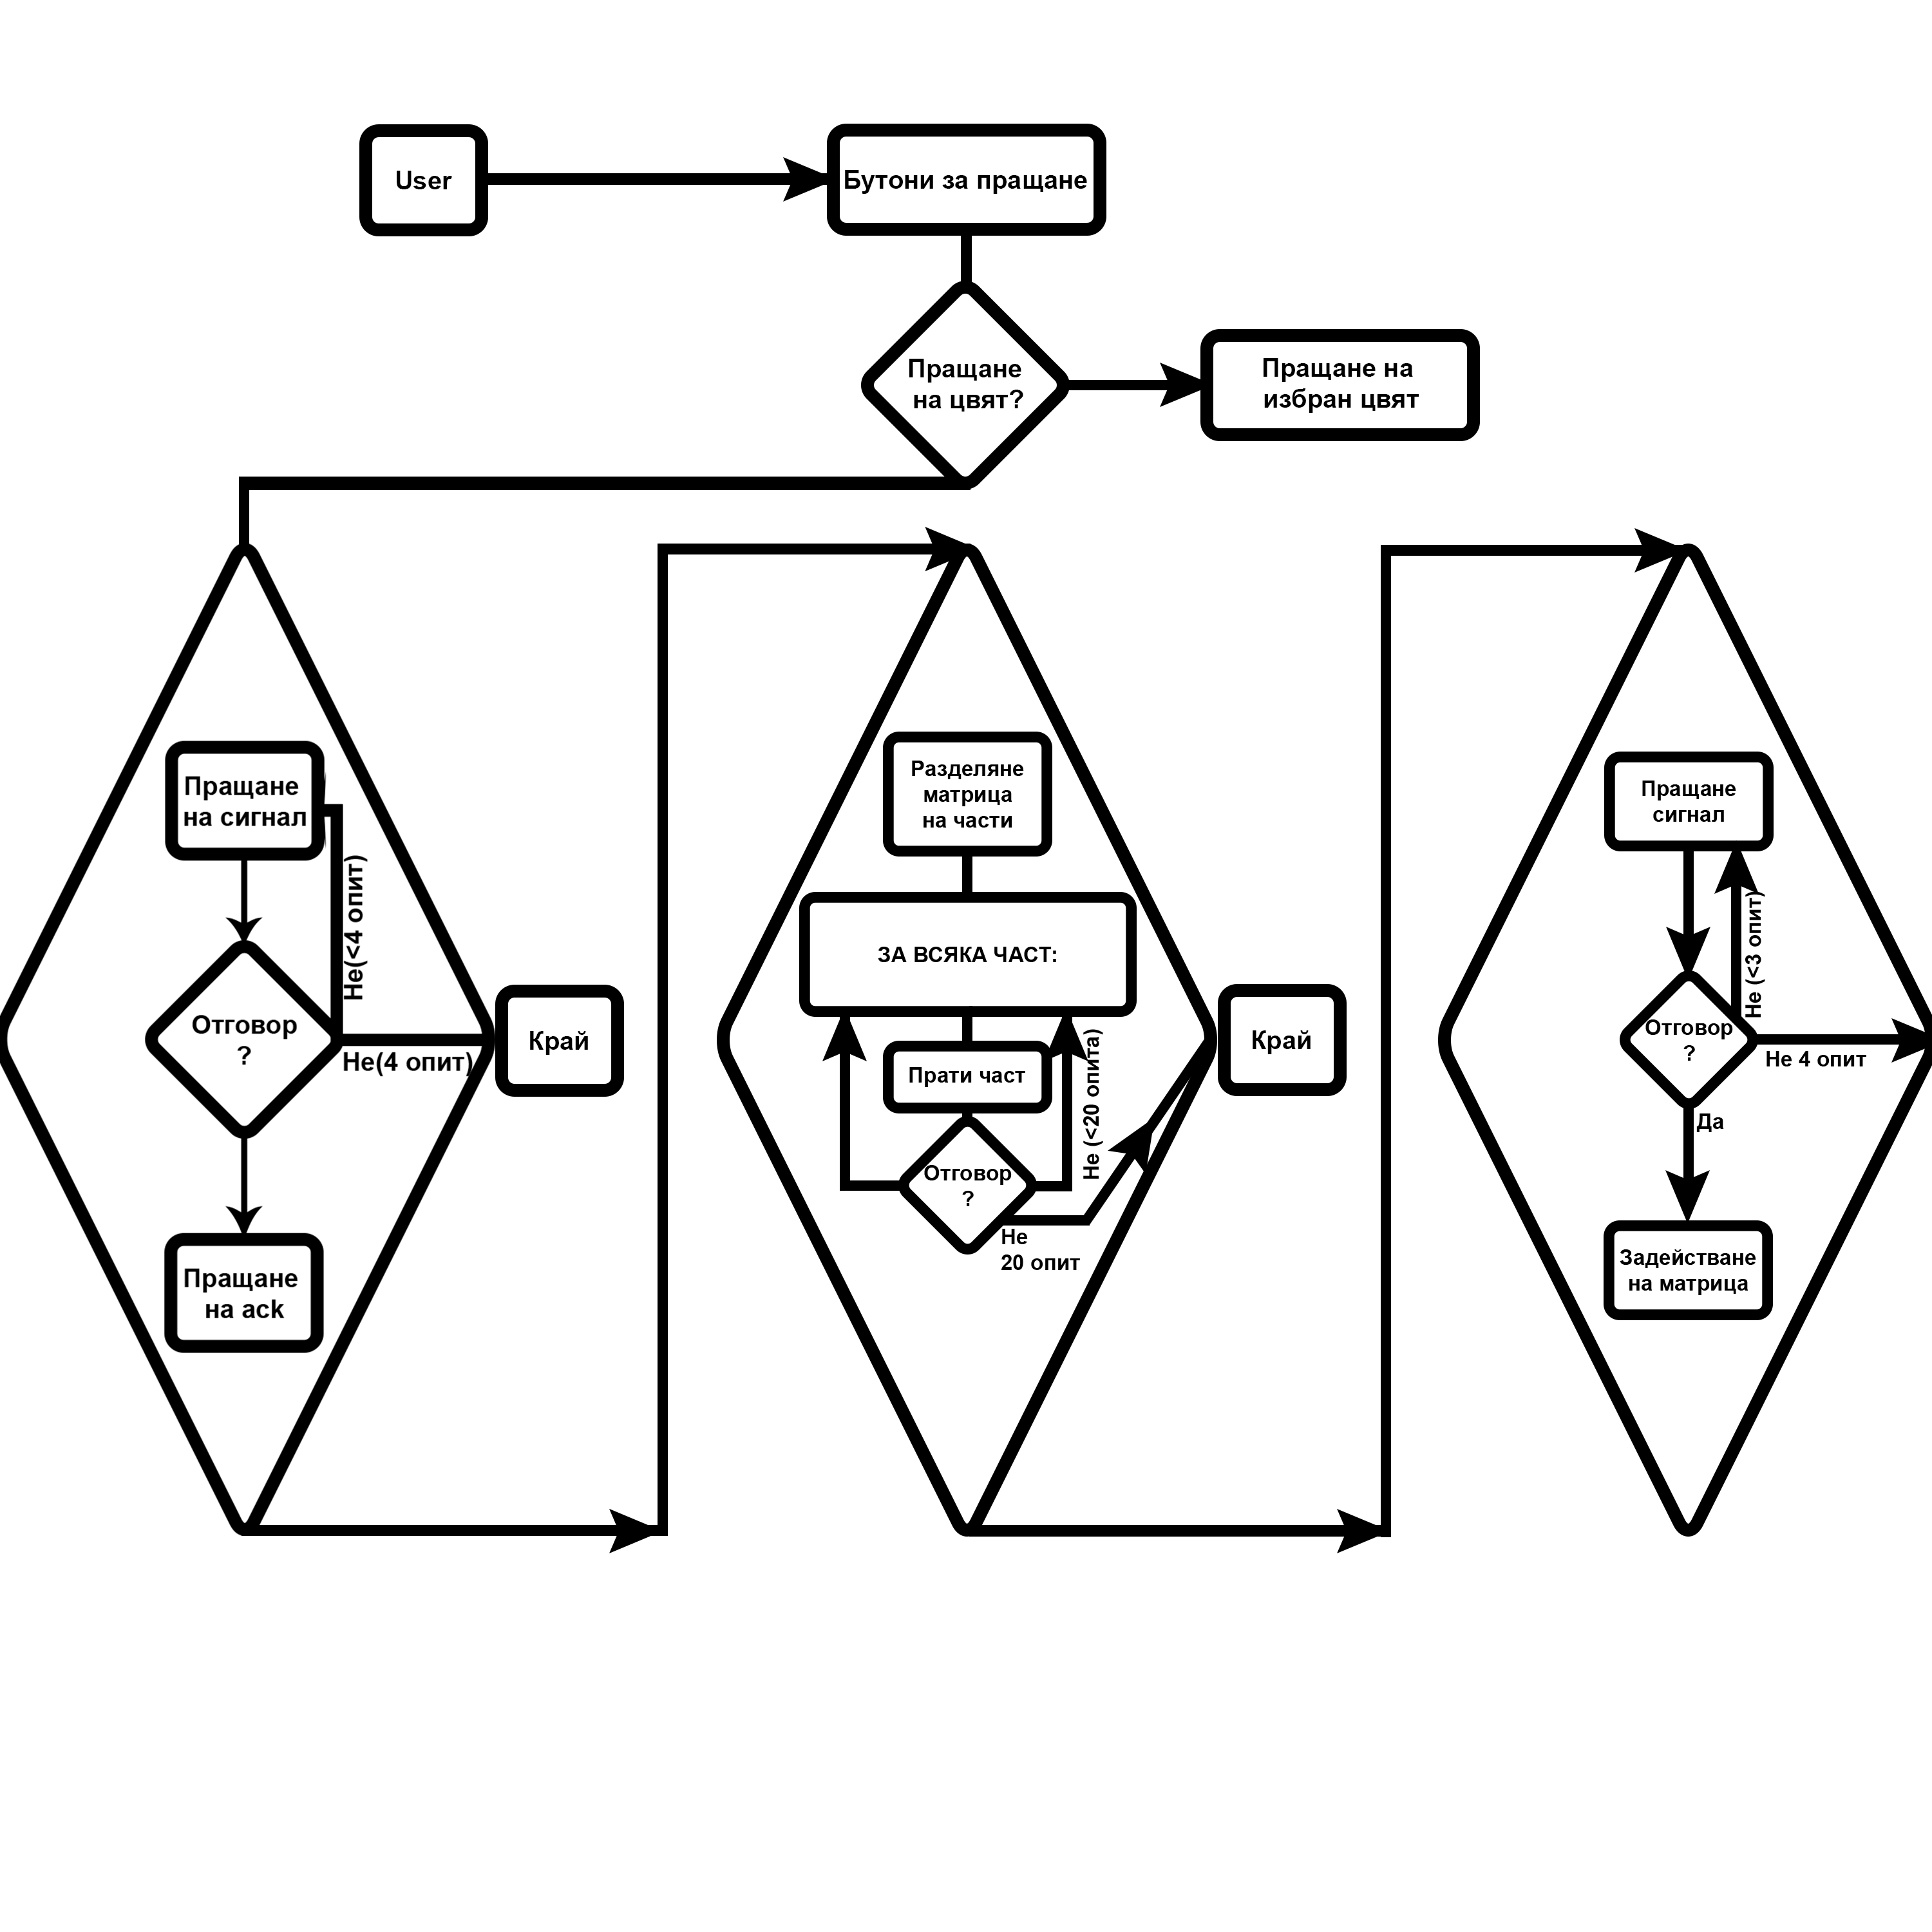 User
Бутони за пращане
Пращане
на цвят?
Пращане на
избран цвят
Пращане
на сигнал
Не(<4 опит)
Отговор
?
Не(4 опит)
Край
Пращане
на ack
Разделяне
матрица
на части
ЗА ВСЯКА ЧАСТ:
Прати част
Не (<20 опита)
Отговор
?
Не
20 опит
Край
Пращане
сигнал
Не (<3 опит)
Отговор
?
Не 4 опит
Да
Задействане
на матрица